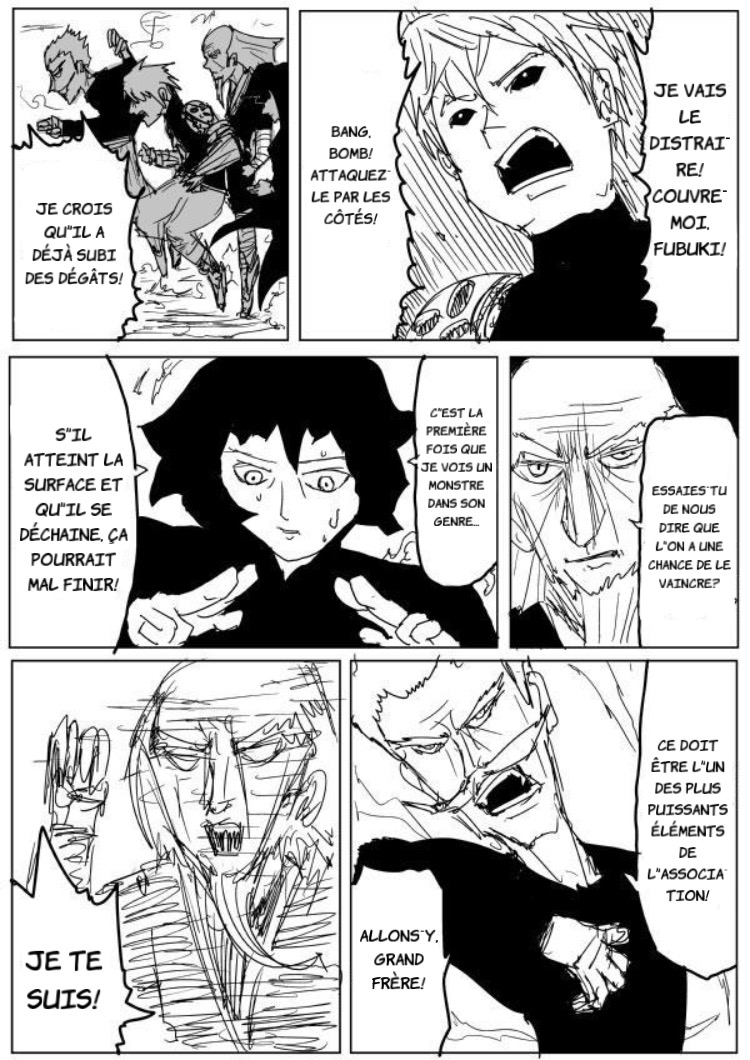 JE VAIS
LE
DISTRAI-
RE!
COUVRE-
MOI,
FUBUKI!
BANG,
BOMB!
ATTAQUEZ-
LE PAR LES
CÔTÉS!
JE CROIS
QU"IL A
DÉJÀ SUBI
DES DÉGÂTS!
ESSAIES-TU
DE NOUS
DIRE QUE
L"ON A UNE
CHANCE DE LE
VAINCRE?
C"EST LA
PREMIÈRE
FOIS QUE
JE VOIS UN
MONSTRE
DANS SON
GENRE...
S"IL
ATTEINT LA
SURFACE ET
QU"IL SE
DÉCHAINE, ÇA
POURRAIT
MAL FINIR!
CE DOIT
ÊTRE L"UN
DES PLUS
PUISSANTS
ÉLÉMENTS
DE
L"ASSOCIA-
TION!
ALLONS-Y,
GRAND
FRÈRE!
JE TE
SUIS!